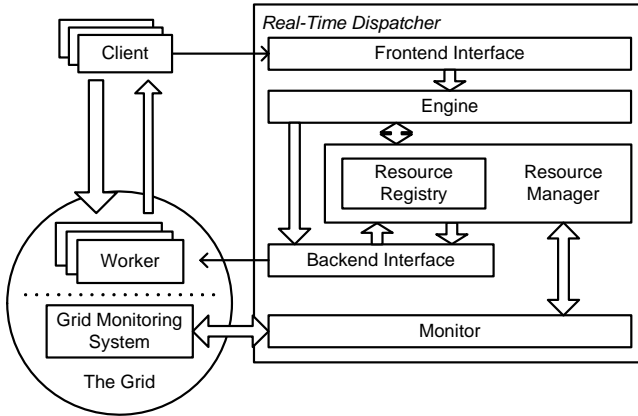 Real-Time Dispatcher
Client
Frontend Interface
Engine
Resource
Registry
Resource
Manager
Worker
Backend Interface
Grid Monitoring
System
Monitor
The Grid